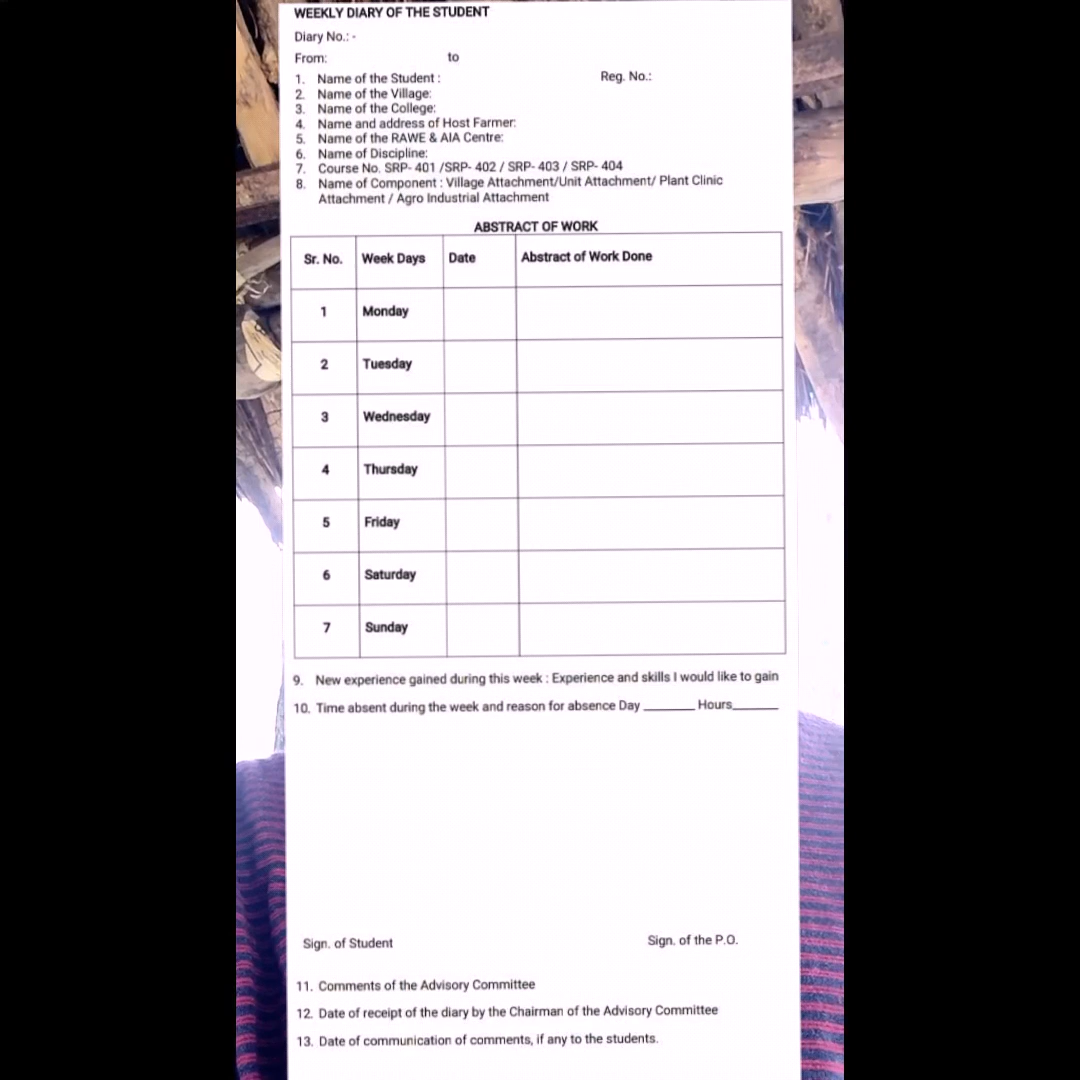 WEEKLY DIARY OF THE STUDENT
Diary No.: -
From: to
1. Name of the Student : Reg. No.:
2. Name of the Village:
3. Name of the College:
4. Name and address of Host Farmer:
5. Name of the RAWE & AIA Centre:
6. Name of Discipline:
7. Course No. SRP- 401 /SRP- 402 / SRP- 403 / SRP- 404
8. Name of Component : Village Attachment/Unit Attachment/ Plant Clinic
Attachment / Agro Industrial Attachment
ABSTRACT OF WORK
Sr. No. Week Days Date Abstract of Work Done
1 Monday
2 Tuesday
3 Wednesday
4 Thursday
5 Friday
6 Saturday
7 Sunday
9. New experience gained during this week : Experience and skills I would like to gain
10. Time absent during the week and reason for absence Day _______ Hours_______
Sign. of Student Sign. of the P.O.
11. Comments of the Advisory Committee
12. Date of receipt of the diary by the Chairman of the Advisory Committee
13. Date of communication of comments, if any to the students.